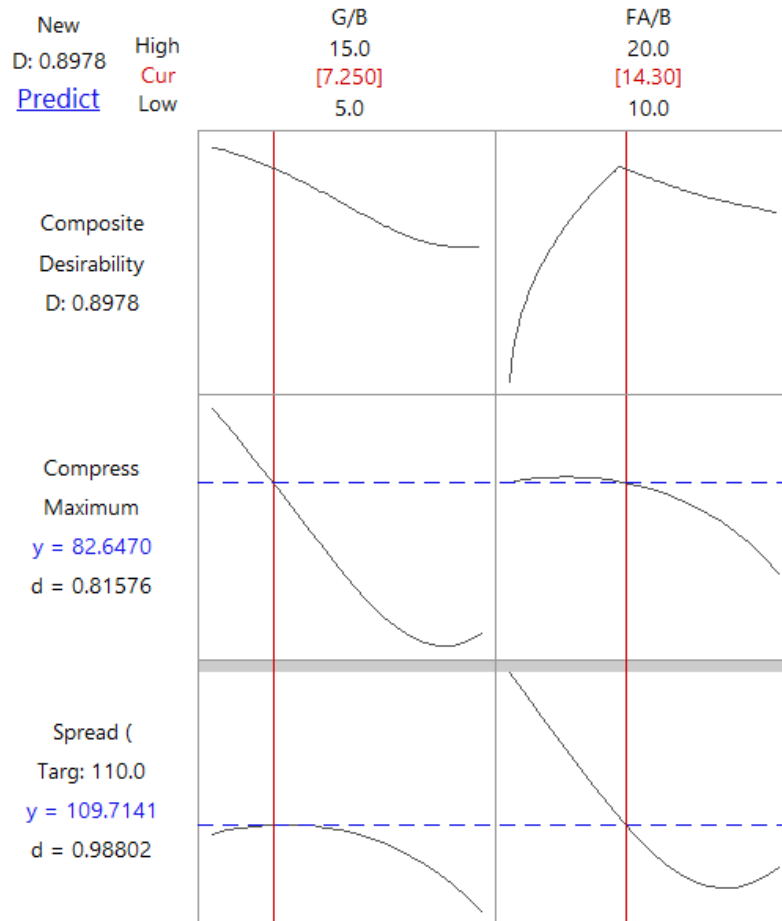 New
D: 0.8978
Predict
High
Cur
Low
G/B
15.0
[7.250]
5.0
FA/B
20.0
[14.30]
10.0
Composite
Desirability
D: 0.8978
Compress
Maximum
y = 82.6470
d = 0.81576
Spread (
Targ: 110.0
y = 109.7141
d = 0.98802